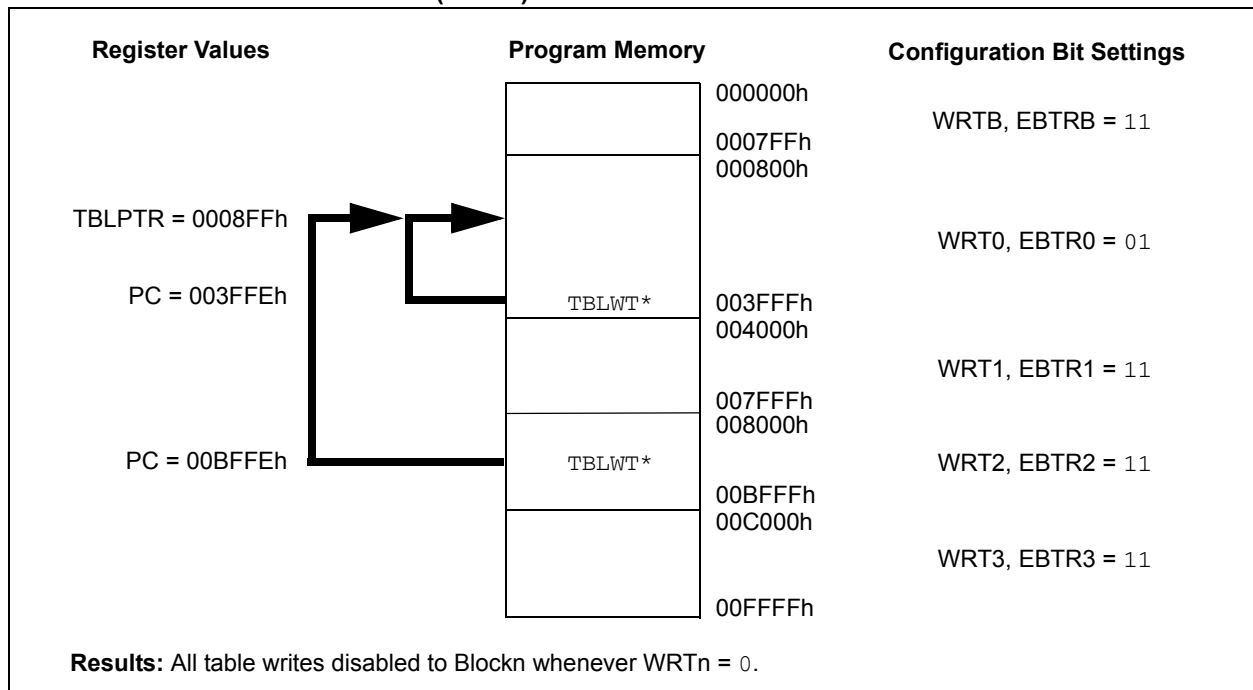 Register Values Program Memory Configuration Bit Settings
000000h
WRTB, EBTRB = 11
0007FFh
000800h
TBLPTR = 0008FFh
WRT0, EBTR0 = 01
PC = 003FFEh TBLWT* 003FFFh
004000h
WRT1, EBTR1 = 11
007FFFh
008000h
PC = 00BFFEh TBLWT* WRT2, EBTR2 = 11
00BFFFh
00C000h
WRT3, EBTR3 = 11
00FFFFh
Results: All table writes disabled to Blockn whenever WRTn = 0.